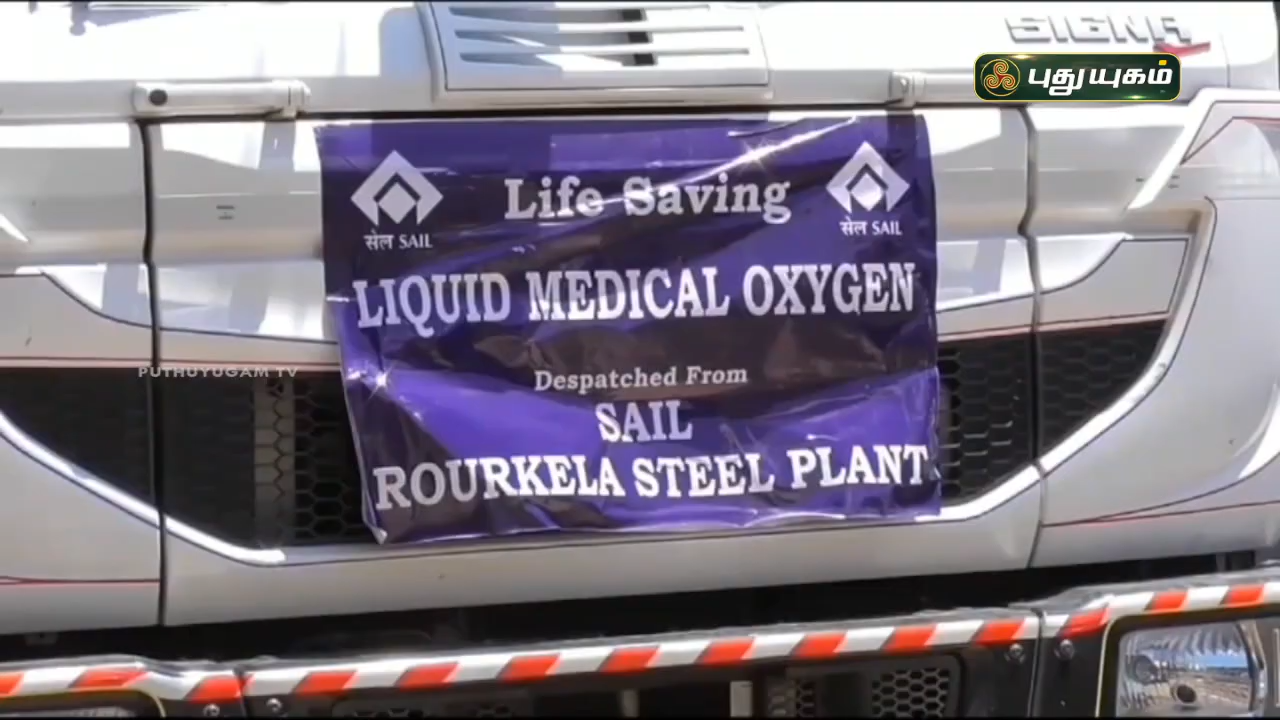 SIGNA
புதுயுகம்
Life Saving
सेल SAIL
सेल SAIL
LIQUID MEDICAL OXYGEN
PUTHUYUGAM TV
Despatched From
SAIL
ROURKELA STEEL PLANT